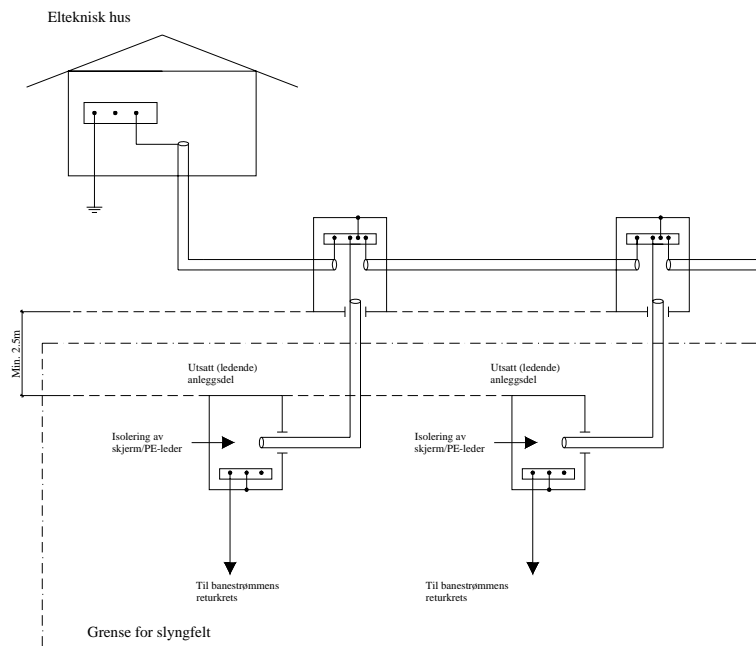 Elteknisk hus
Min. 2.5m
Utsatt (ledende)
anleggsdel
Utsatt (ledende)
anleggsdel
Isolering av
skjerm/PE-leder
Isolering av
skjerm/PE-leder
Til banestrømmens
returkrets
Til banestrømmens
returkrets
Grense for slyngfelt